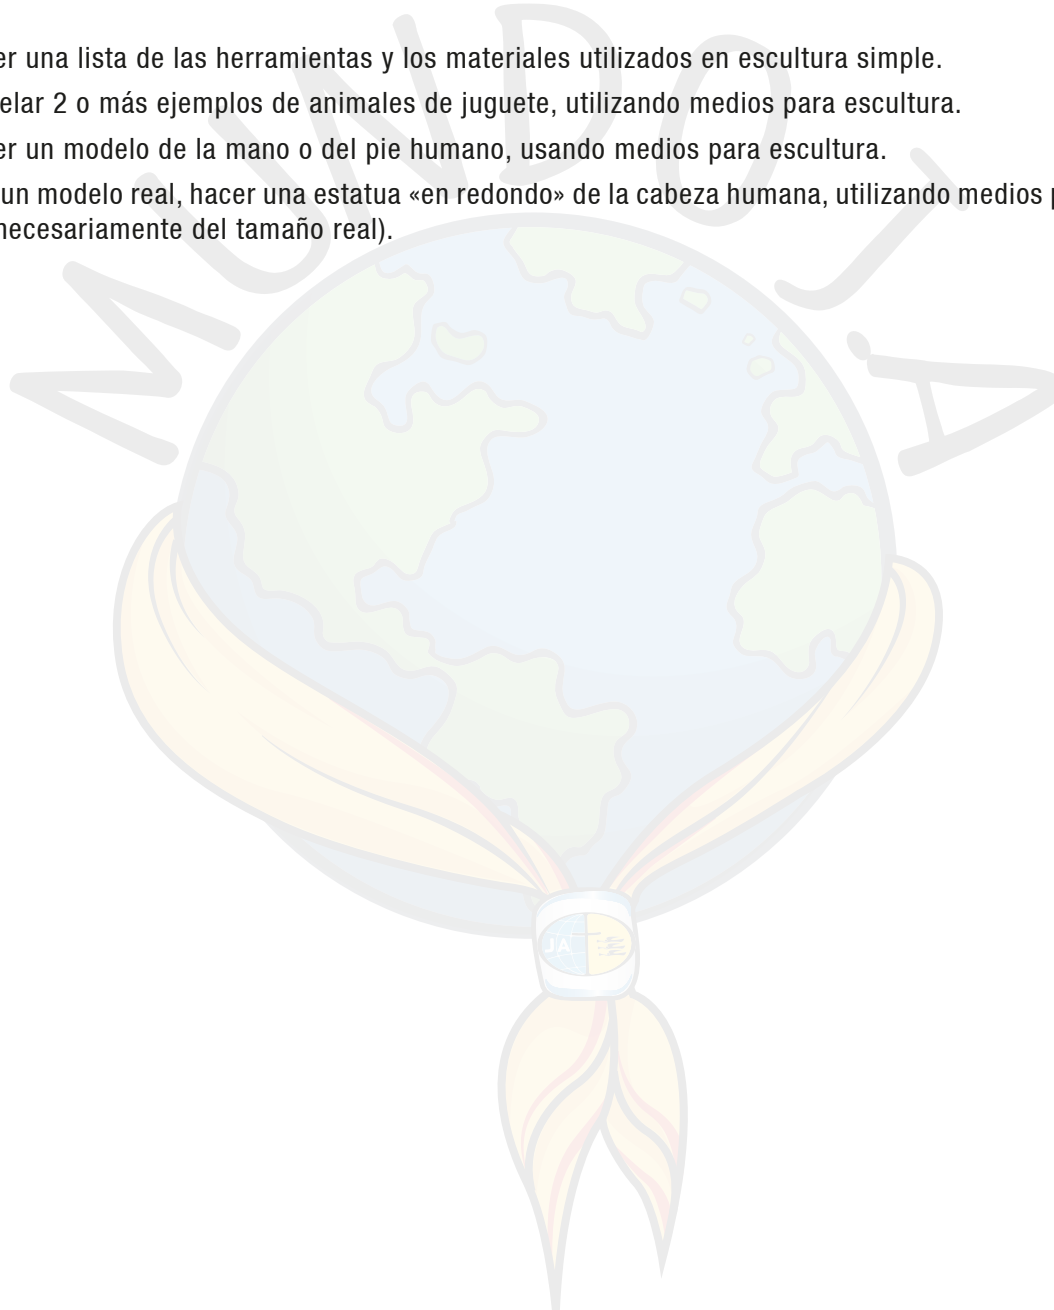 er una lista de las herramientas y los materiales utilizados en escultura simple.
elar 2 o más ejemplos de animales de juguete, utilizando medios para escultura.
er un modelo de la mano o del pie humano, usando medios para escultura.
un modelo real, hacer una estatua «en redondo» de la cabeza humana, utilizando medios p
necesariamente del tamaño real).
MUNDO JA
JA